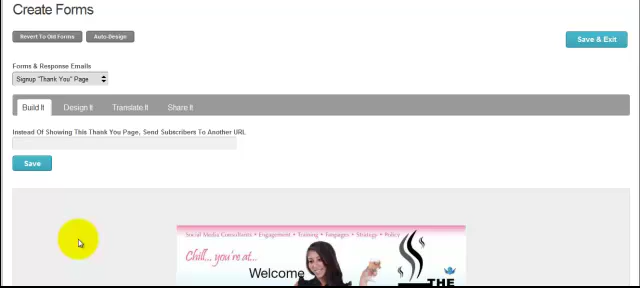 Create Forms
Revert To Old Forms
Auto-Design
Save & Exit
Forms & Response Emails
Signup "Thank You" Page
Build It
Design It
Translate It
Share It
Instead Of Showing This Thank You Page, Send Subscribers To Another URL
Save
Social Media Consultants • Engagement • Training • Fanpages • Strategy • Policy
Chill... you're at...
Welcome
THE